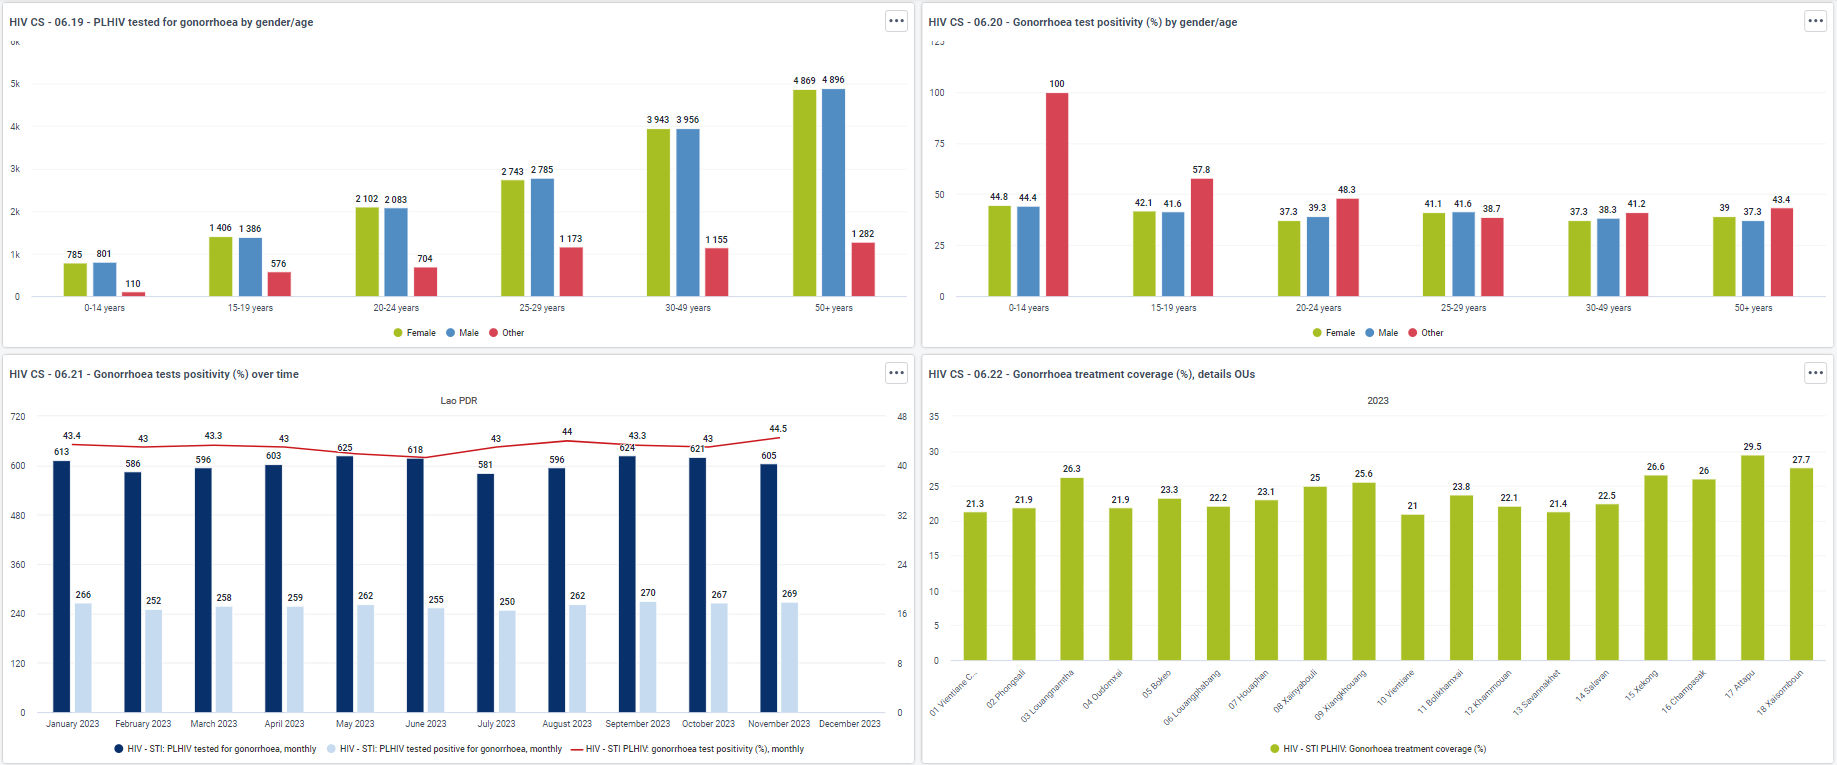 HIV CS - 06.19 - PLHIV tested for gonorrhoea by gender/age
6k
5k
4k
3k
2k
1k
0
785 801 110
1 406 1 386 576
2 102 2 083 704
2 743 2 785 1 173
3 943 3 956 1 155
4 869 4 896 1 282
0-14 years 15-19 years 20-24 years 25-29 years 30-49 years 50+ years
Female Male Other
HIV CS - 06.20 - Gonorrhoea test positivity (%) by gender/age
125
100
75
50
25
0
44.8 44.4 100
42.1 41.6 57.8
37.3 39.3 48.3
41.1 41.6 38.7
37.3 38.3 41.2
39 37.3 43.4
0-14 years 15-19 years 20-24 years 25-29 years 30-49 years 50+ years
Female Male Other
HIV CS - 06.21 - Gonorrhoea tests positivity (%) over time
Lao PDR
720
600
480
360
240
120
0
48
40
32
24
16
8
0
43.4 43 43.3 43 43 44 43.3 43 44.5
613 586 596 603 625 618 581 596 624 621 605
266 252 258 259 262 255 250 262 270 267 269
January 2023 February 2023 March 2023 April 2023 May 2023 June 2023 July 2023 August 2023 September 2023 October 2023 November 2023 December 2023
HIV - STI: PLHIV tested for gonorrhoea, monthly HIV - STI: PLHIV tested positive for gonorrhoea, monthly HIV - STI PLHIV: gonorrhoea test positivity (%), monthly
HIV CS - 06.22 - Gonorrhoea treatment coverage (%), details OUs
2023
35
30
25
20
15
10
5
0
21.3 21.9 26.3 21.9 23.3 22.2 23.1 25 25.6 21 23.8 22.1 21.4 22.5 26.6 26 29.5 27.7
01 Vientiane C...
02 Phongsali
03 Louangnamtha
04 Oudomxai
05 Bokeo
06 Louangphabang
07 Houaphan
08 Xainyabouli
09 Xiangkhouang
10 Vientiane
11 Bolikhamxai
12 Khammouan
13 Savannakhet
14 Salavan
15 Xekong
16 Champasak
17 Attapu
18 Xaisomboun
HIV - STI PLHIV: Gonorrhoea treatment coverage (%)